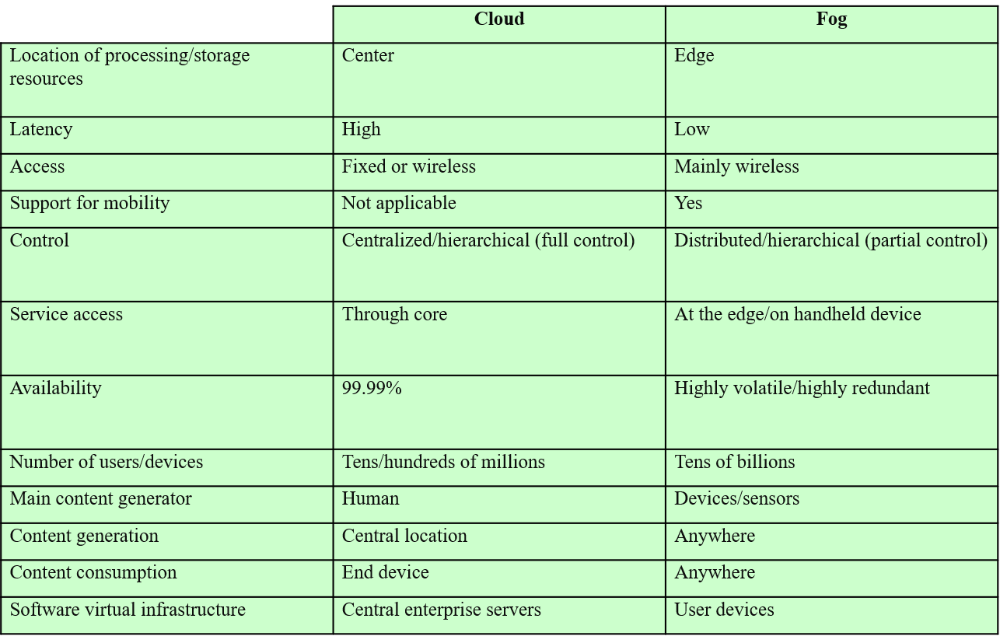 Cloud Fog
Location of processing/storage Center Edge
resources
Latency High Low
Access Fixed or wireless Mainly wireless
Support for mobility Not applicable Yes
Control Centralized/hierarchical (full control) Distributed/hierarchical (partial control)
Service access Through core At the edge/on handheld device
Availability 99.99% Highly volatile/highly redundant
Number of users/devices Tens/hundreds of millions Tens of billions
Main content generator Human Devices/sensors
Content generation Central location Anywhere
Content consumption End device Anywhere
Software virtual infrastructure Central enterprise servers User devices